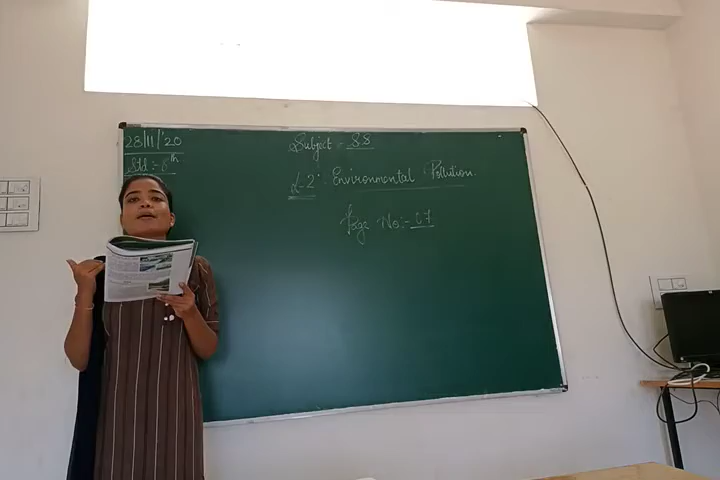 28/11/'20
Std :- 8th
Subject = SS
L-2 : Environmental Pollution.
Page No:- 07